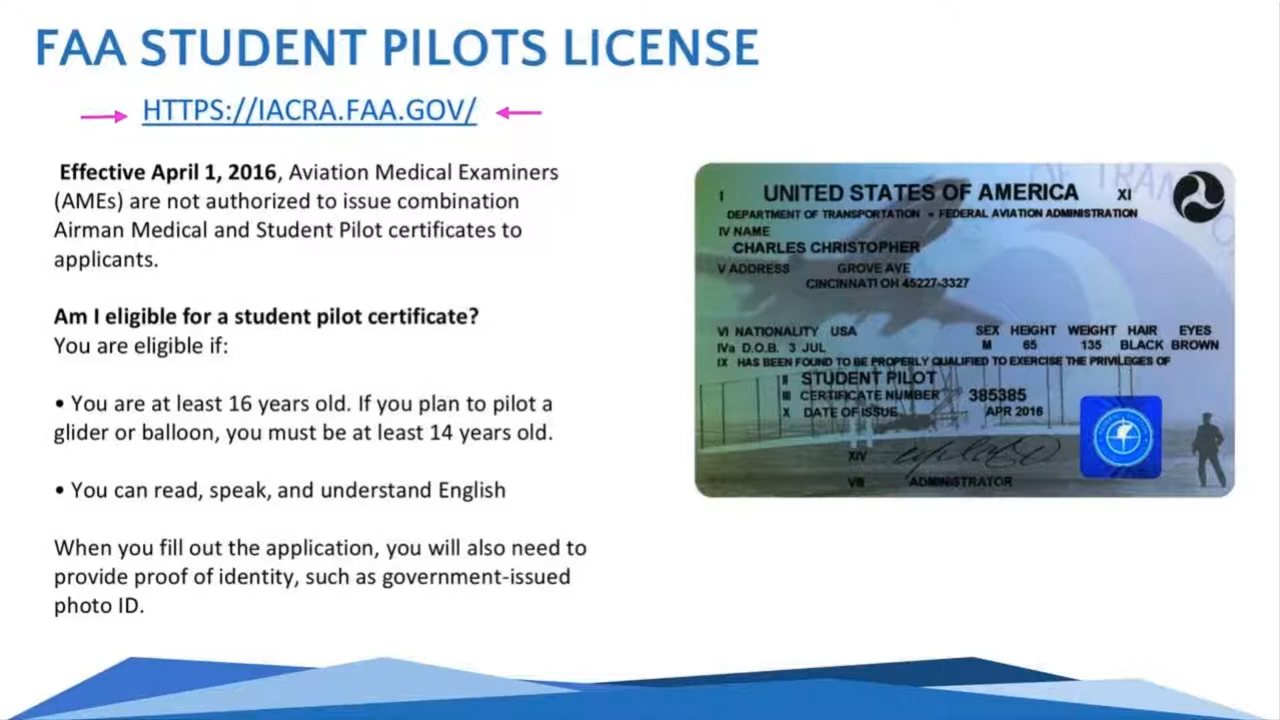 FAA STUDENT PILOTS LICENSE
HTTPS://IACRA.FAA.GOV/
Effective April 1, 2016, Aviation Medical Examiners
(AMEs) are not authorized to issue combination
Airman Medical and Student Pilot certificates to
applicants.
Am I eligible for a student pilot certificate?
You are eligible if:
• You are at least 16 years old. If you plan to pilot a
glider or balloon, you must be at least 14 years old.
• You can read, speak, and understand English
When you fill out the application, you will also need to
provide proof of identity, such as government-issued
photo ID.
I UNITED STATES OF AMERICA XI
DEPARTMENT OF TRANSPORTATION • FEDERAL AVIATION ADMINISTRATION
IV NAME
CHARLES CHRISTOPHER
V ADDRESS GROVE AVE
CINCINNATI OH 45227-3327
VI NATIONALITY USA SEX HEIGHT WEIGHT HAIR EYES
IVa D.O.B. 3 JUL M 65 135 BLACK BROWN
IX HAS BEEN FOUND TO BE PROPERLY QUALIFIED TO EXERCISE THE PRIVILEGES OF
II STUDENT PILOT
III CERTIFICATE NUMBER 385385
X DATE OF ISSUE APR 2016
XIV
VIII ADMINISTRATOR